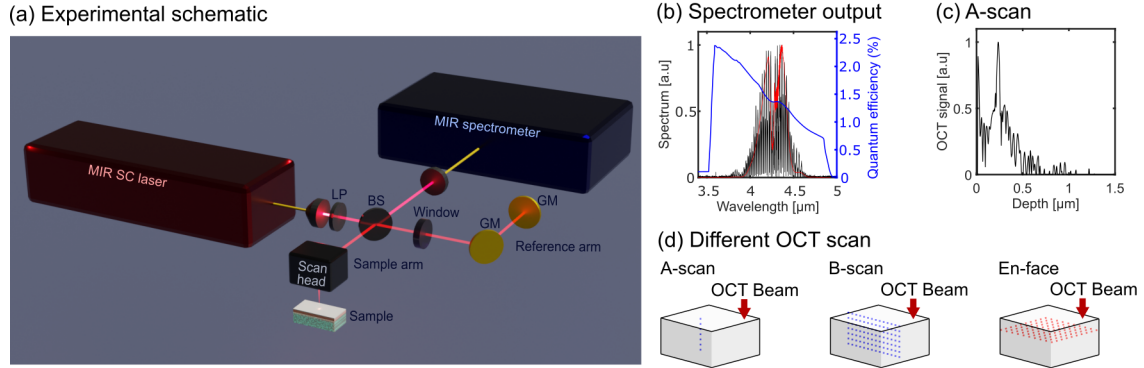 (a) Experimental schematic
MIR spectrometer
MIR SC laser
LP
BS
Window
GM
GM
Reference arm
Sample arm
Scan
head
Sample
(b) Spectrometer output
Spectrum [a.u]
1
0.5
0
3.5
4
4.5
5
Wavelength [µm]
2.5
2.0
1.5
1.0
0.5
0
Quantum efficiency (%)
(c) A-scan
OCT signal [a.u]
1
0.5
0
0
0.5
1
1.5
Depth [µm]
(d) Different OCT scan
A-scan
OCT Beam
B-scan
OCT Beam
En-face
OCT Beam